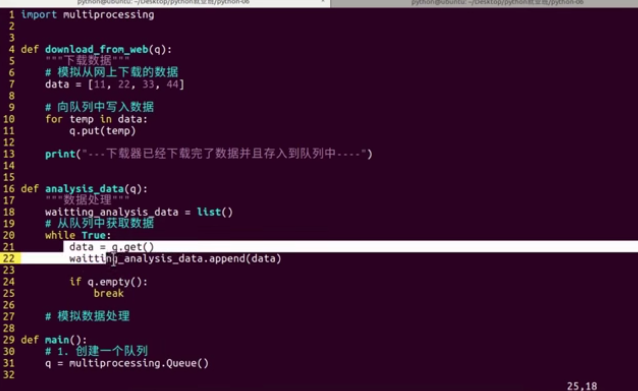 python@ubuntu: ~/Desktop/python就业班/python-06 python@ubuntu: ~/Desktop/python就业班/python-06
1 import multiprocessing
2
3
4 def download_from_web(q):
5     """下载数据"""
6     # 模拟从网上下载的数据
7     data = [11, 22, 33, 44]
8
9     # 向队列中写入数据
10     for temp in data:
11         q.put(temp)
12
13     print("---下载器已经下载完了数据并且存入到队列中----")
14
15
16 def analysis_data(q):
17     """数据处理"""
18     waitting_analysis_data = list()
19     # 从队列中获取数据
20     while True:
21         data = q.get()
22         waitting_analysis_data.append(data)
23
24         if q.empty():
25             break
26
27     # 模拟数据处理
28
29 def main():
30     # 1. 创建一个队列
31     q = multiprocessing.Queue()
32
25,18